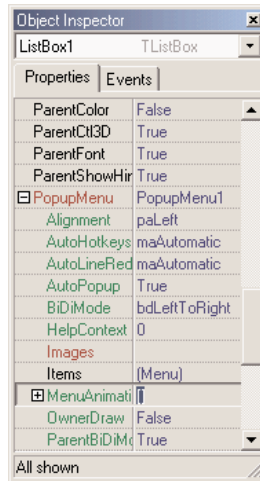 Object Inspector
ListBox1 TListBox
Properties Events
ParentColor False
ParentCtl3D True
ParentFont True
ParentShowHir True
PopupMenu PopupMenu1
Alignment paLeft
AutoHotkeys maAutomatic
AutoLineRed maAutomatic
AutoPopup True
BiDiMode bdLeftToRight
HelpContext 0
Images
Items (Menu)
MenuAnimati []
OwnerDraw False
ParentBiDiMo True
All shown